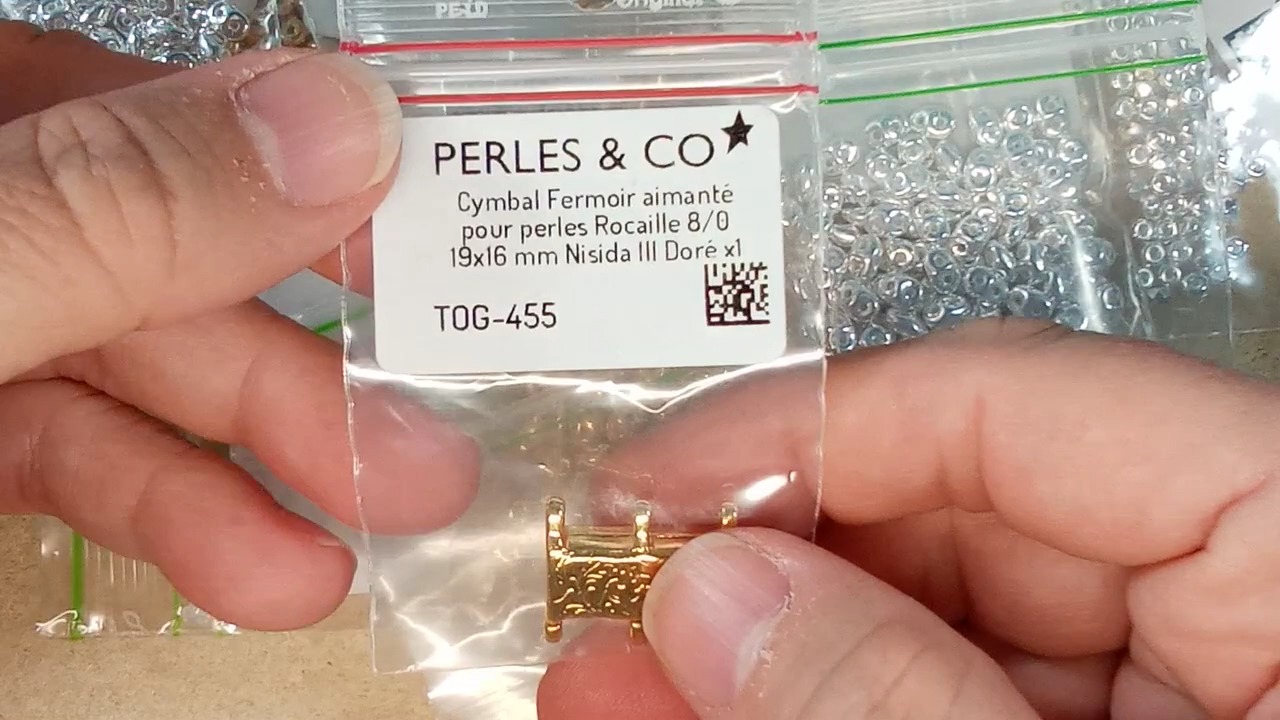 PERLES & CO
Cymbal Fermoir aimanté
pour perles Rocaille 8/0
19x16 mm Nisida III Doré x1
TOG-455